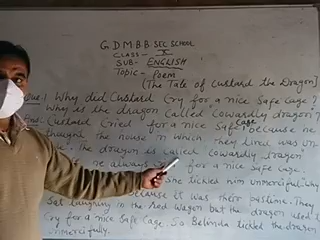 G D M B B SEC SCHOOL
CLASS - X
SUB - ENGLISH
Topic - Poem
(The Tale of Custard the Dragon)
Que: 1 Why did Custard Cry for a nice Safe Cage?
Why is the dragon Called Cowardly dragon?
Ans: Custard Cried for a nice Safe Cage because he
thought the house in which they lived was un-
The dragon is called Cowardly dragon
he always for a nice Safe cage.
She tickled him unmerciful. Why
because it was their pastime. They
Sat laughing in the Red Wagon but the dragon used to
Cry for a nice Safe Cage. So Belinda tickled the dragon
unmercifully.